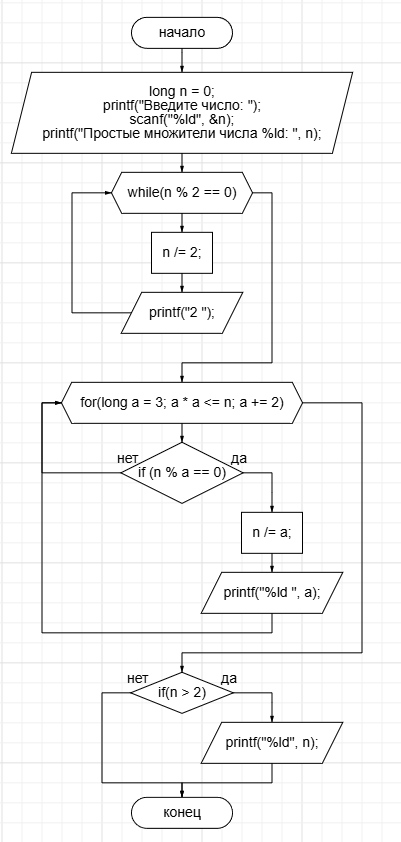 начало
long n = 0;
printf("Введите число: ");
scanf("%ld", &n);
printf("Простые множители числа %ld: ", n);
while(n % 2 == 0)
n /= 2;
printf("2 ");
for(long a = 3; a * a <= n; a += 2)
нет
да
if (n % a == 0)
n /= a;
printf("%ld ", a);
нет
да
if(n > 2)
printf("%ld", n);
конец